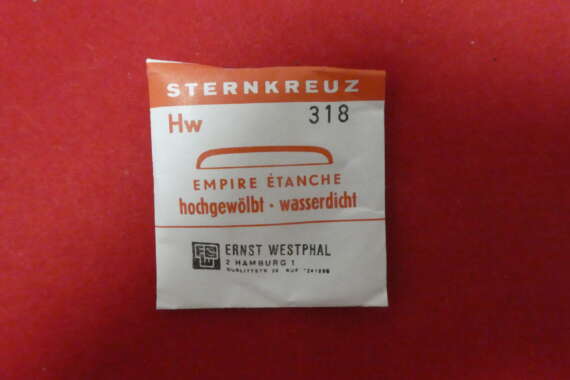 STERNKREUZ
Hw 318
EMPIRE ÉTANCHE
hochgewölbt · wasserdicht
ERNST WESTPHAL
2 HAMBURG 1